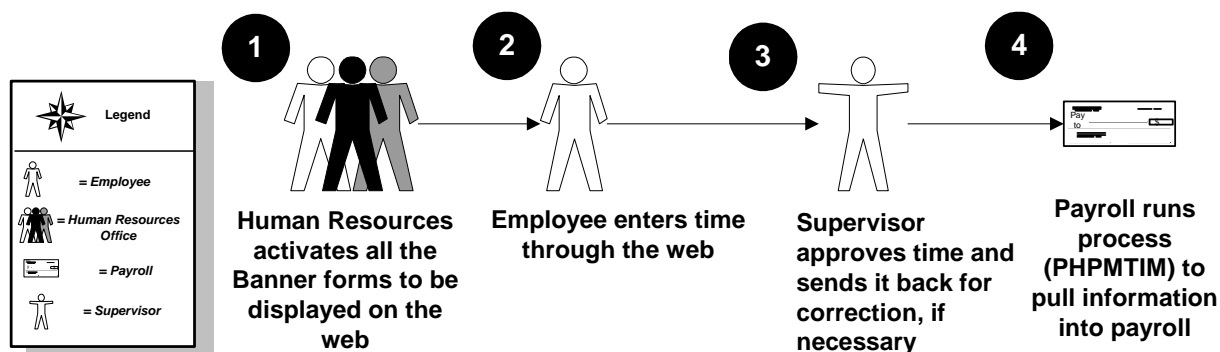 1
2
3
4
Legend
= Employee
= Human Resources
Office
= Payroll
= Supervisor
Pay
to
Human Resources
activates all the
Banner forms to be
displayed on the
web
Employee enters time
through the web
Supervisor
approves time and
sends it back for
correction, if
necessary
Payroll runs
process
(PHPMTIM) to
pull information
into payroll